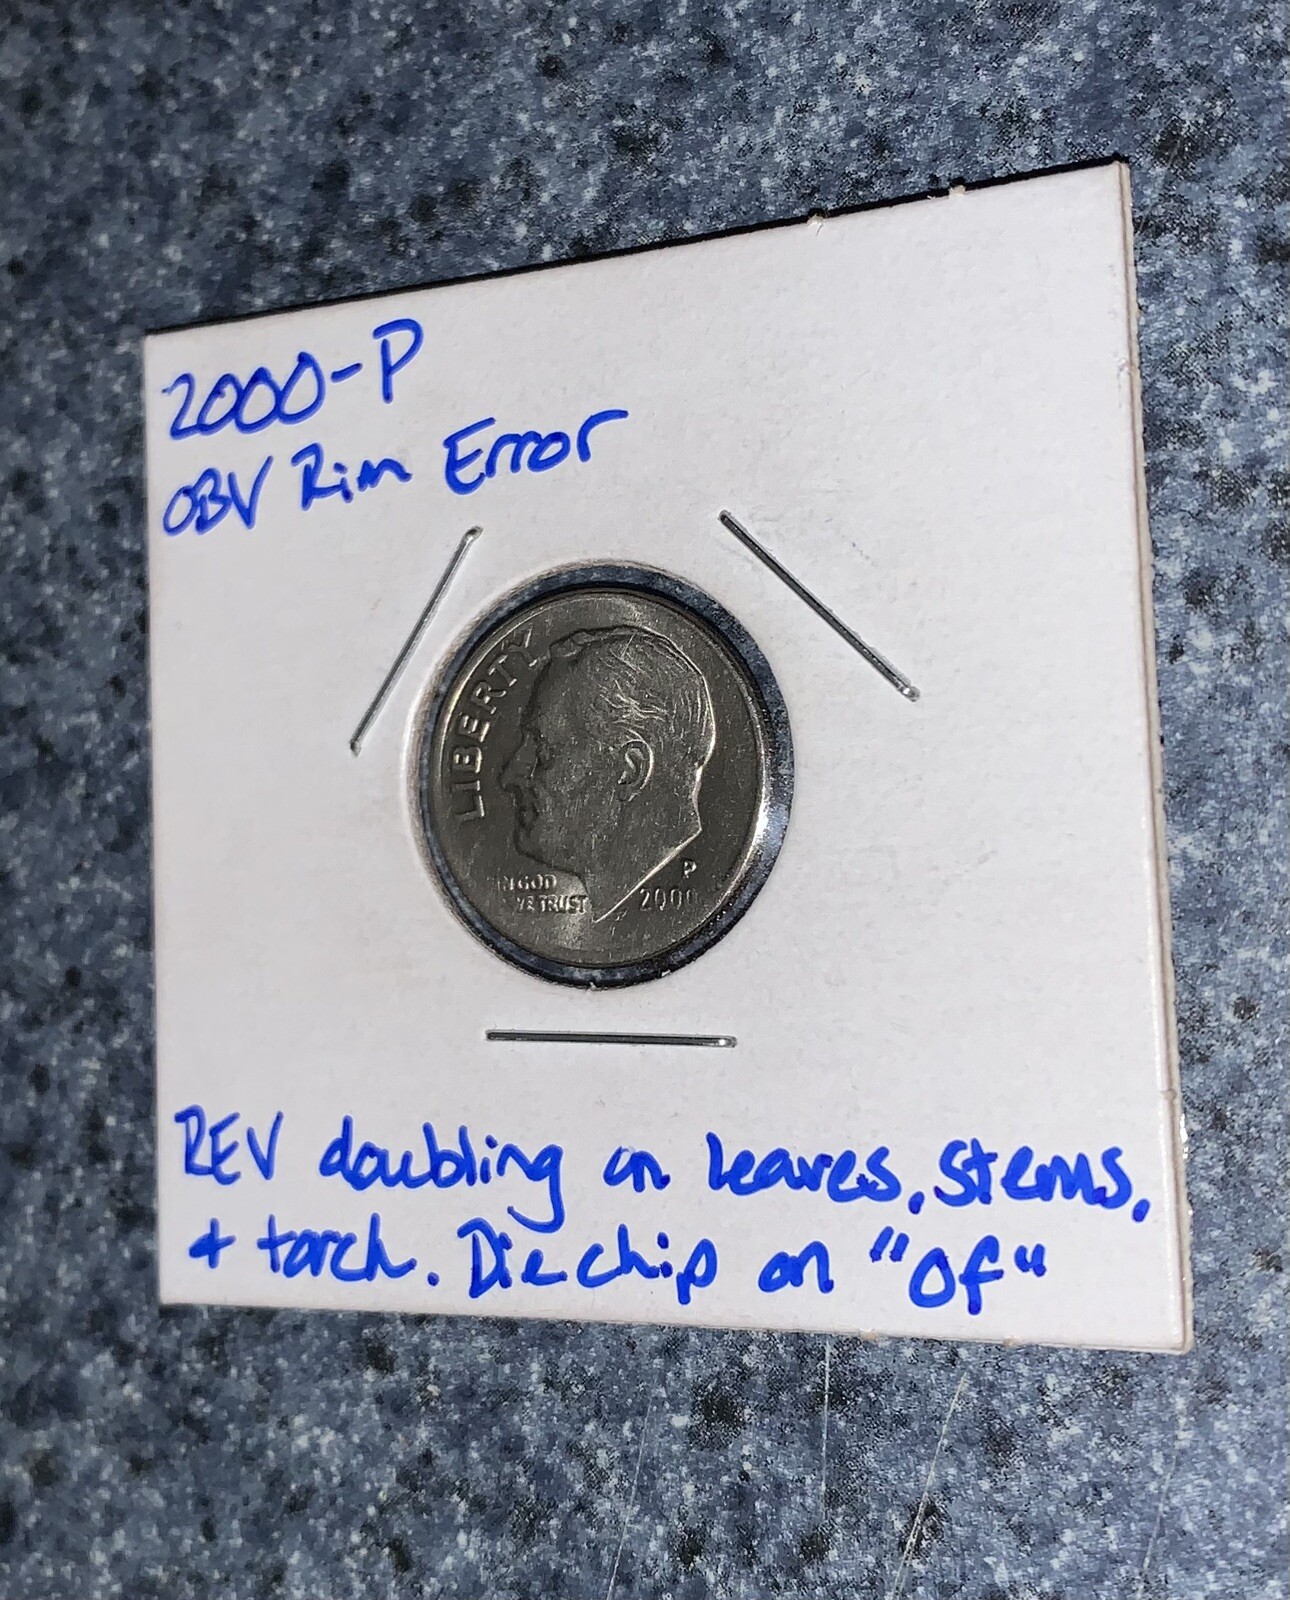 2000-P
OBV Rim Error
LIBERTY
IN GOD
WE TRUST
P
2000
REV doubling on leaves, stems,
+ torch. Die chip on "Of"